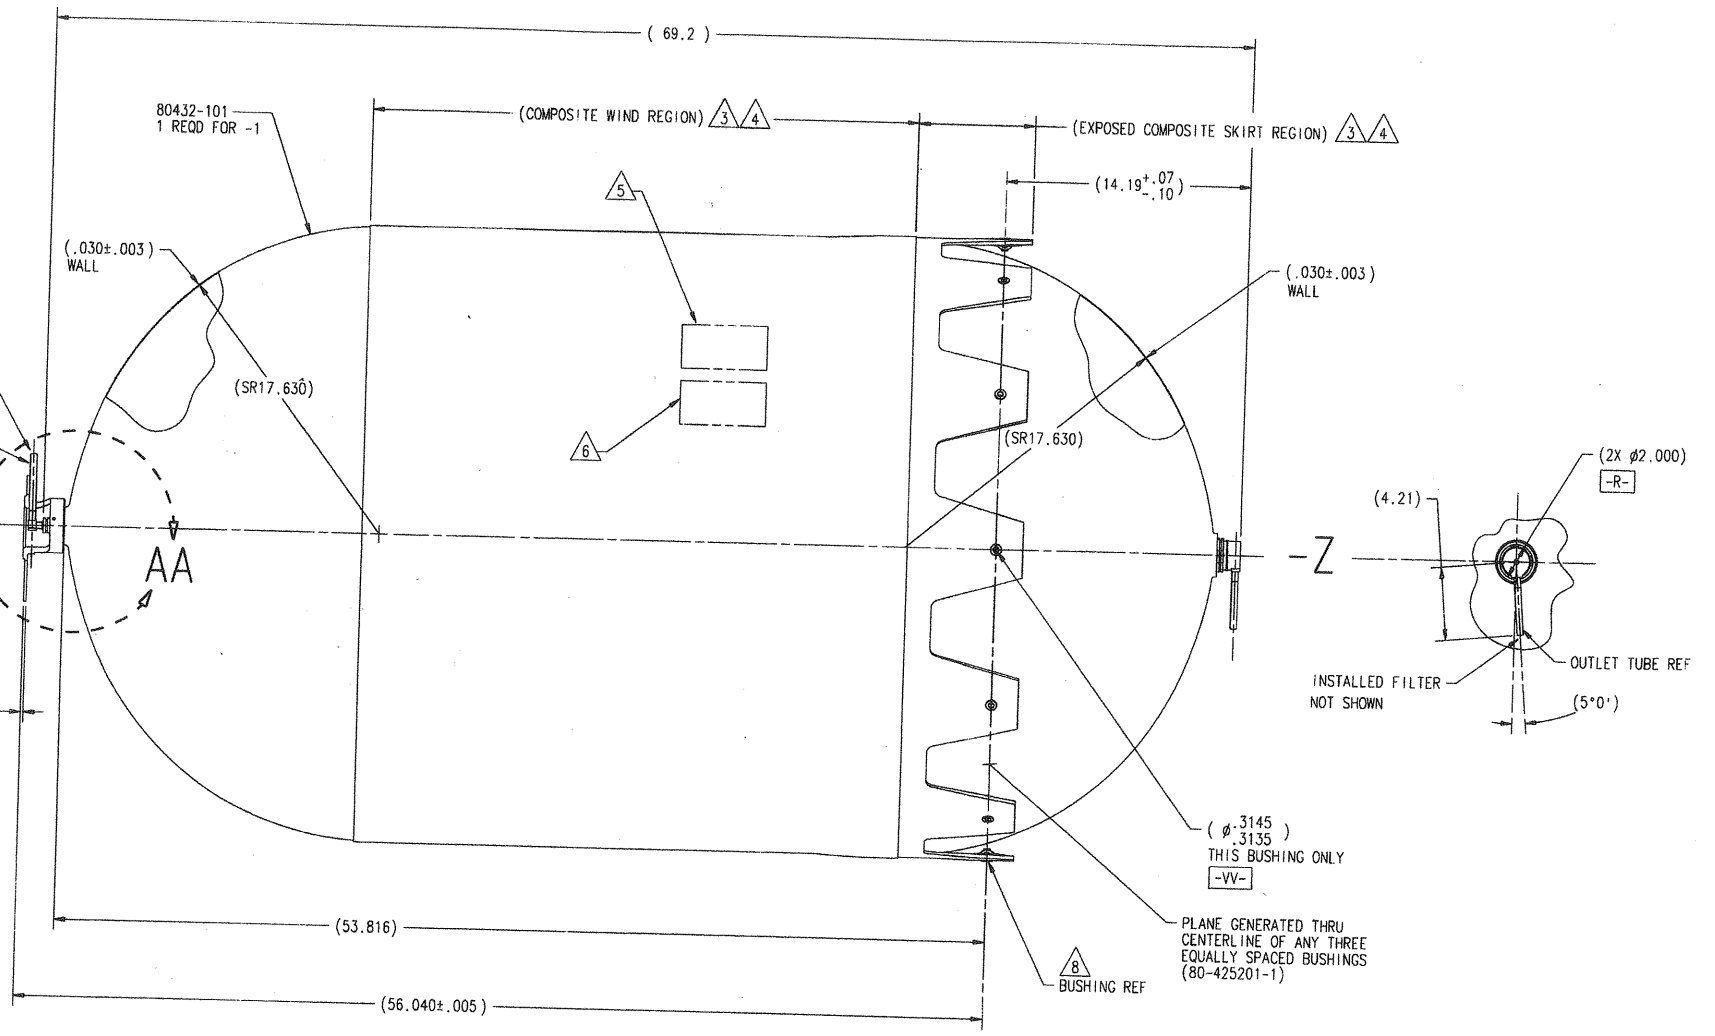 ( 69.2 )
80432-101
1 REQD FOR -1
(COMPOSITE WIND REGION) 3 4
(EXPOSED COMPOSITE SKIRT REGION) 3 4
(14.19 +.07 -.10 )
5
(.030±.003)
WALL
(.030±.003)
WALL
(SR17.630)
6
(SR17.630)
AA
-Z
(2X ø2.000)
-R-
(4.21)
OUTLET TUBE REF
INSTALLED FILTER
NOT SHOWN
(5°0')
( ø .3145 )
.3135
THIS BUSHING ONLY
-VV-
PLANE GENERATED THRU
CENTERLINE OF ANY THREE
EQUALLY SPACED BUSHINGS
(80-425201-1)
8
BUSHING REF
(53.816)
(56.040±.005)